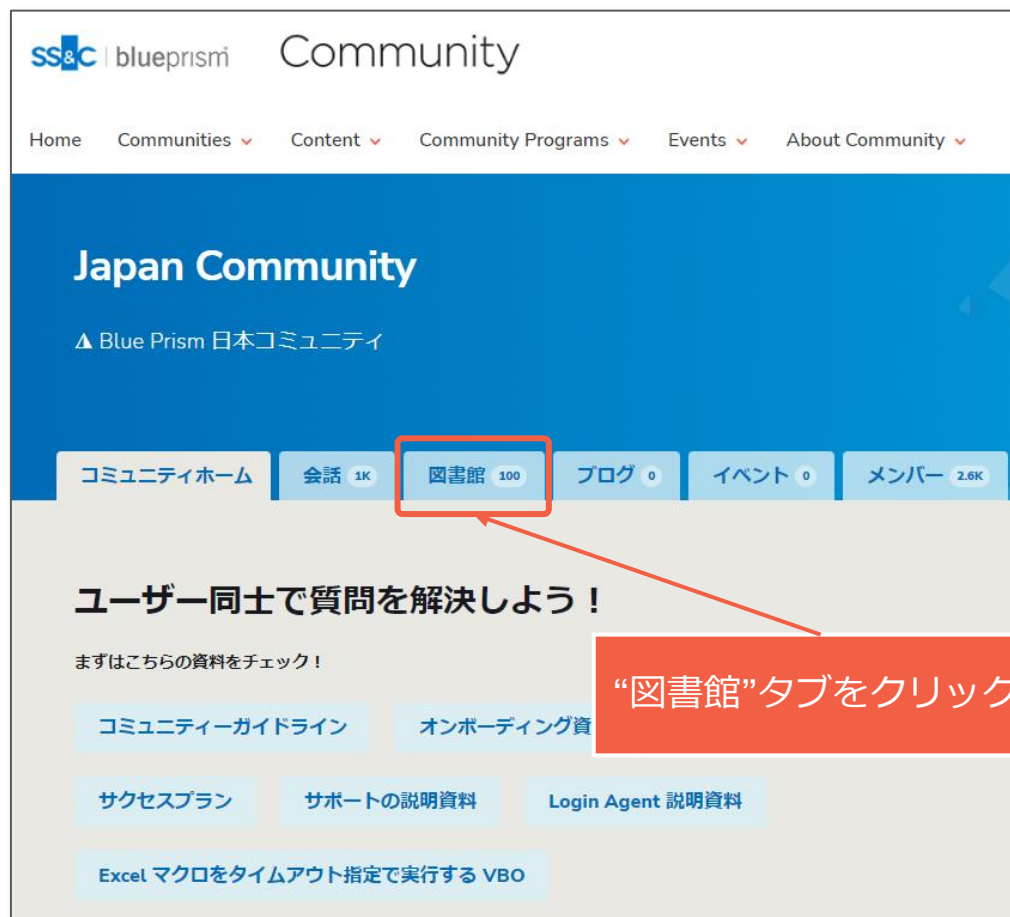 SS&C | blueprism Community
Home Communities Content Community Programs Events About Community
Japan Community
Blue Prism 日本コミュニティ
コミュニティホーム 会話 1K 図書館 100 ブログ 0 イベント 0 メンバー 2.6K
ユーザー同士で質問を解決しよう！
まずはこちらの資料をチェック！
“図書館”タブをクリック
コミュニティーガイドライン オンボーディング資
サクセスプラン サポートの説明資料 Login Agent 説明資料
Excel マクロをタイムアウト指定で実行する VBO